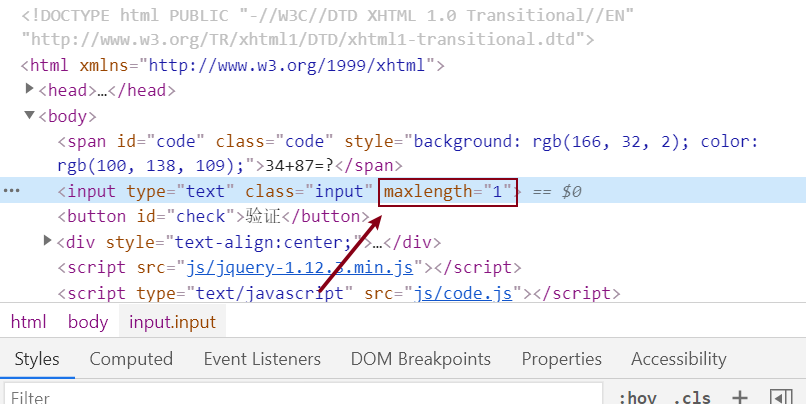 <!DOCTYPE html PUBLIC "-//W3C//DTD XHTML 1.0 Transitional//EN"
"http://www.w3.org/TR/xhtml1/DTD/xhtml1-transitional.dtd">
<html xmlns="http://www.w3.org/1999/xhtml">
<head>…</head>
<body>
<span id="code" class="code" style="background: rgb(166, 32, 2); color:
rgb(100, 138, 109);">34+87=?</span>
… <input type="text" class="input" maxlength="1"> == $0
<button id="check">验证</button>
<div style="text-align:center;">…</div>
<script src="js/jquery-1.12.3.min.js"></script>
<script type="text/javascript" src="js/code.js"></script>
html body input.input
Styles Computed Event Listeners DOM Breakpoints Properties Accessibility
Filter :hov .cls +